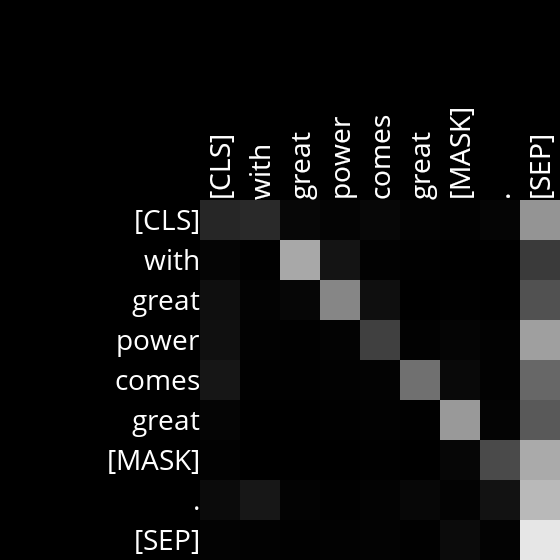 [CLS] with great power comes great [MASK] . [SEP]
[CLS]
with
great
power
comes
great
[MASK]
.
[SEP]